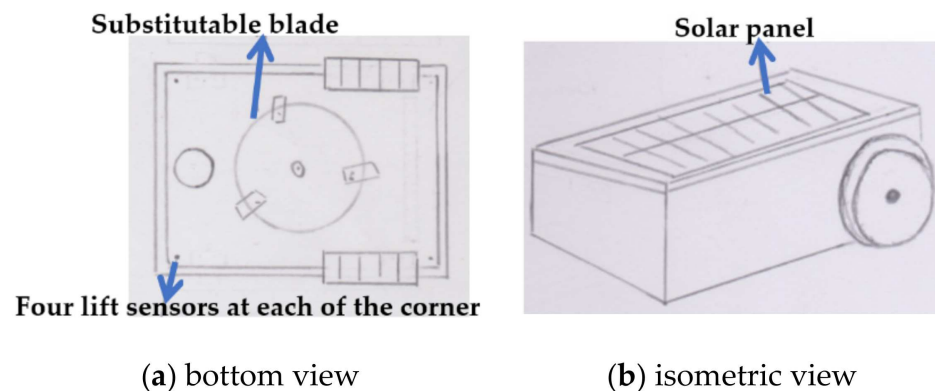 Substitutable blade
Solar panel
Four lift sensors at each of the corner
(a) bottom view
(b) isometric view